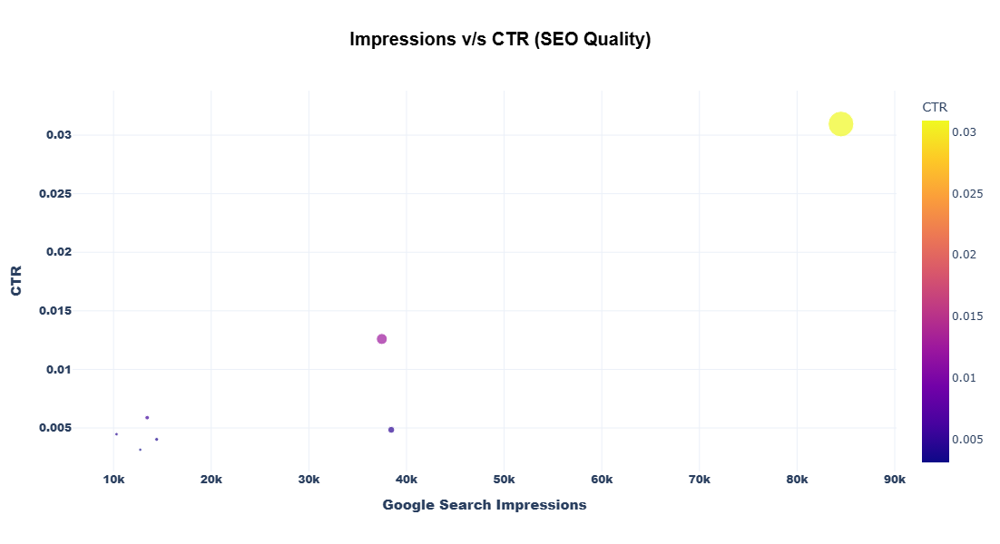 Impressions v/s CTR (SEO Quality)
CTR
0.03
0.025
0.02
0.015
0.01
0.005
CTR
0.03
0.025
0.02
0.015
0.01
0.005
10k 20k 30k 40k 50k 60k 70k 80k 90k
Google Search Impressions